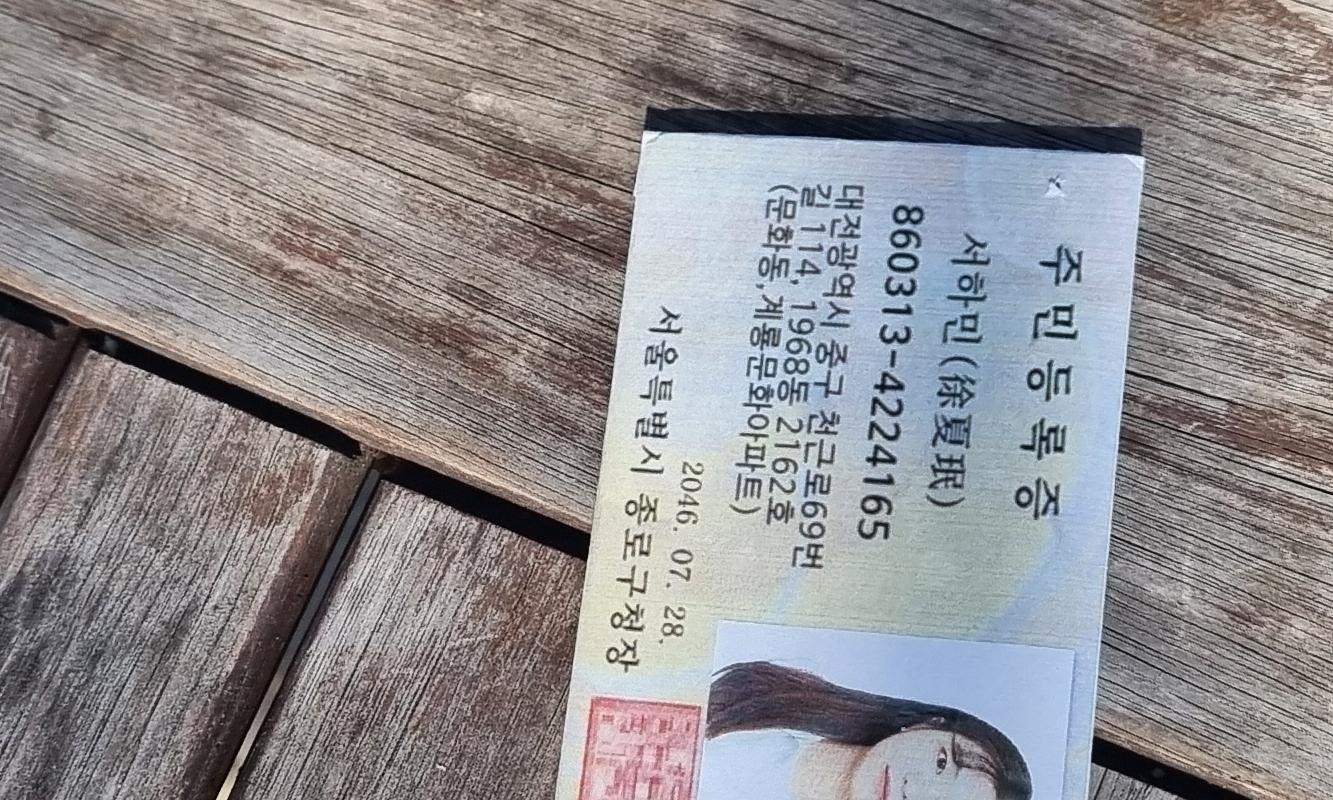 주민등록증
서하민(徐夏珉)
860313-4224165
대전광역시 중구 천근로69번
길 114, 1968동 2162호
(문화동,계룡문화아파트)
2046. 07. 28.
서울특별시 종로구청장